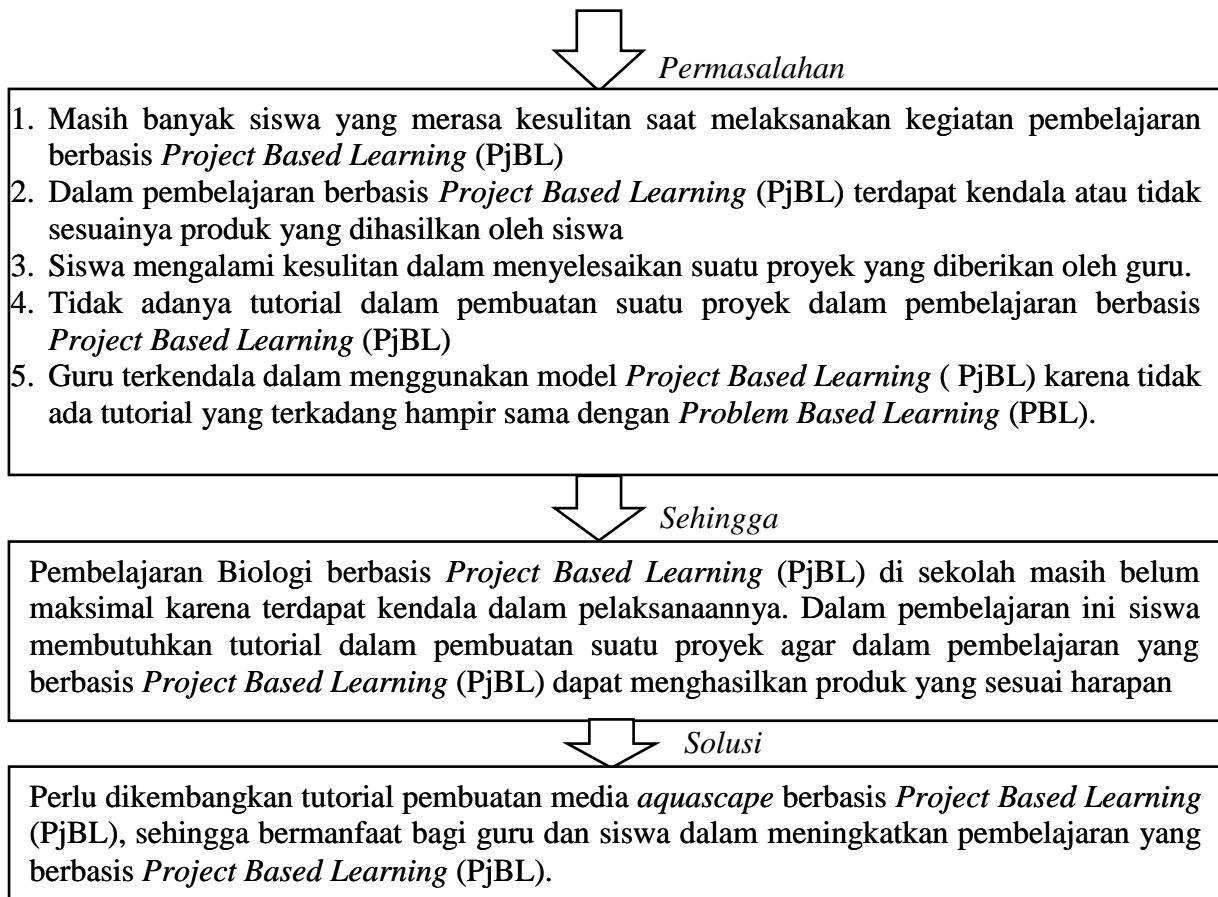 Permasalahan
1. Masih banyak siswa yang merasa kesulitan saat melaksanakan kegiatan pembelajaran
berbasis Project Based Learning (PjBL)
2. Dalam pembelajaran berbasis Project Based Learning (PjBL) terdapat kendala atau tidak
sesuainya produk yang dihasilkan oleh siswa
3. Siswa mengalami kesulitan dalam menyelesaikan suatu proyek yang diberikan oleh guru.
4. Tidak adanya tutorial dalam pembuatan suatu proyek dalam pembelajaran berbasis
Project Based Learning (PjBL)
5. Guru terkendala dalam menggunakan model Project Based Learning ( PjBL) karena tidak
ada tutorial yang terkadang hampir sama dengan Problem Based Learning (PBL).
Sehingga
Pembelajaran Biologi berbasis Project Based Learning (PjBL) di sekolah masih belum
maksimal karena terdapat kendala dalam pelaksanaannya. Dalam pembelajaran ini siswa
membutuhkan tutorial dalam pembuatan suatu proyek agar dalam pembelajaran yang
berbasis Project Based Learning (PjBL) dapat menghasilkan produk yang sesuai harapan
Solusi
Perlu dikembangkan tutorial pembuatan media aquascape berbasis Project Based Learning
(PjBL), sehingga bermanfaat bagi guru dan siswa dalam meningkatkan pembelajaran yang
berbasis Project Based Learning (PjBL).